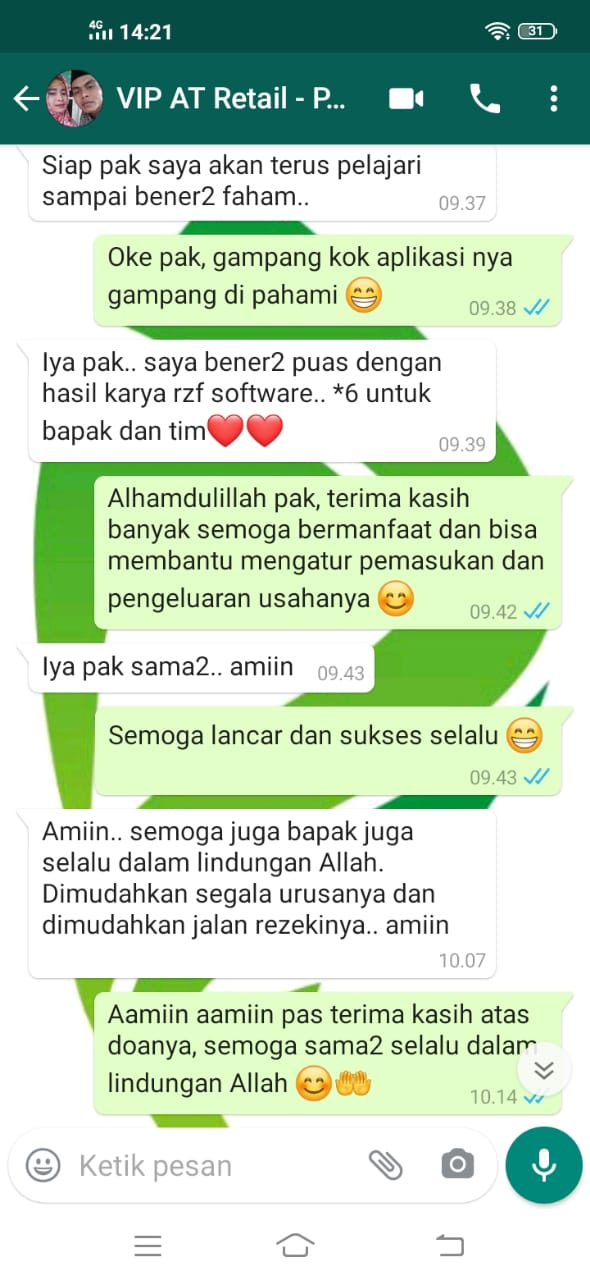 4G 14:21 31
VIP AT Retail - P...
Siap pak saya akan terus pelajari
sampai bener2 faham..
09.37
Oke pak, gampang kok aplikasi nya
gampang di pahami 😁
09.38
Iya pak.. saya bener2 puas dengan
hasil karya rzf software.. *6 untuk
bapak dan tim❤️❤️
09.39
Alhamdulillah pak, terima kasih
banyak semoga bermanfaat dan bisa
membantu mengatur pemasukan dan
pengeluaran usahanya 😊
09.42
Iya pak sama2.. amiin 09.43
Semoga lancar dan sukses selalu 😁
09.43
Amiin.. semoga juga bapak juga
selalu dalam lindungan Allah.
Dimudahkan segala urusanya dan
dimudahkan jalan rezekinya.. amiin
10.07
Aamiin aamiin pas terima kasih atas
doanya, semoga sama2 selalu dalam
lindungan Allah 😊🤲
10.14
Ketik pesan